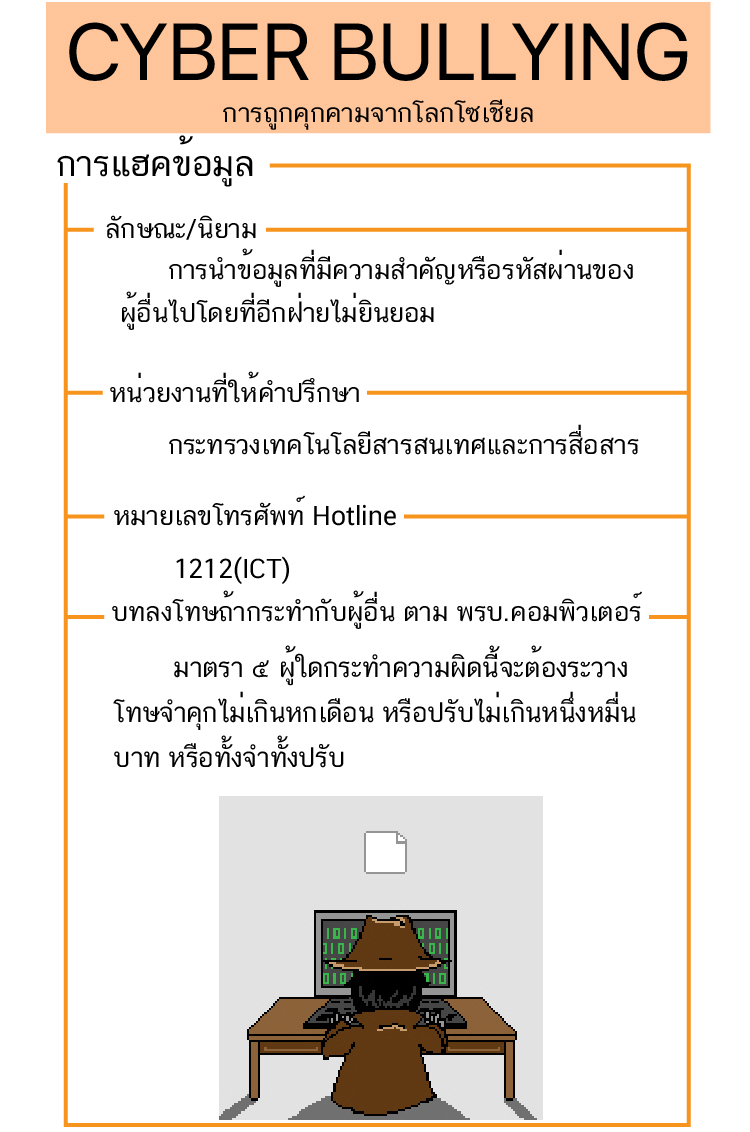 CYBER BULLYING
การถูกคุกคามจากโลกโซเชียล
การแฮคข้อมูล
ลักษณะ/นิยาม
การนำข้อมูลที่มีความสำคัญหรือรหัสผ่านของ
ผู้อื่นไปโดยที่อีกฝ่ายไม่ยินยอม
หน่วยงานที่ให้คำปรึกษา
กระทรวงเทคโนโลยีสารสนเทศและการสื่อสาร
หมายเลขโทรศัพท์ Hotline
1212(ICT)
บทลงโทษถ้ากระทำกับผู้อื่น ตาม พรบ.คอมพิวเตอร์
มาตรา ๕ ผู้ใดกระทำความผิดนี้จะต้องระวาง
โทษจำคุกไม่เกินหกเดือน หรือปรับไม่เกินหนึ่งหมื่น
บาท หรือทั้งจำทั้งปรับ